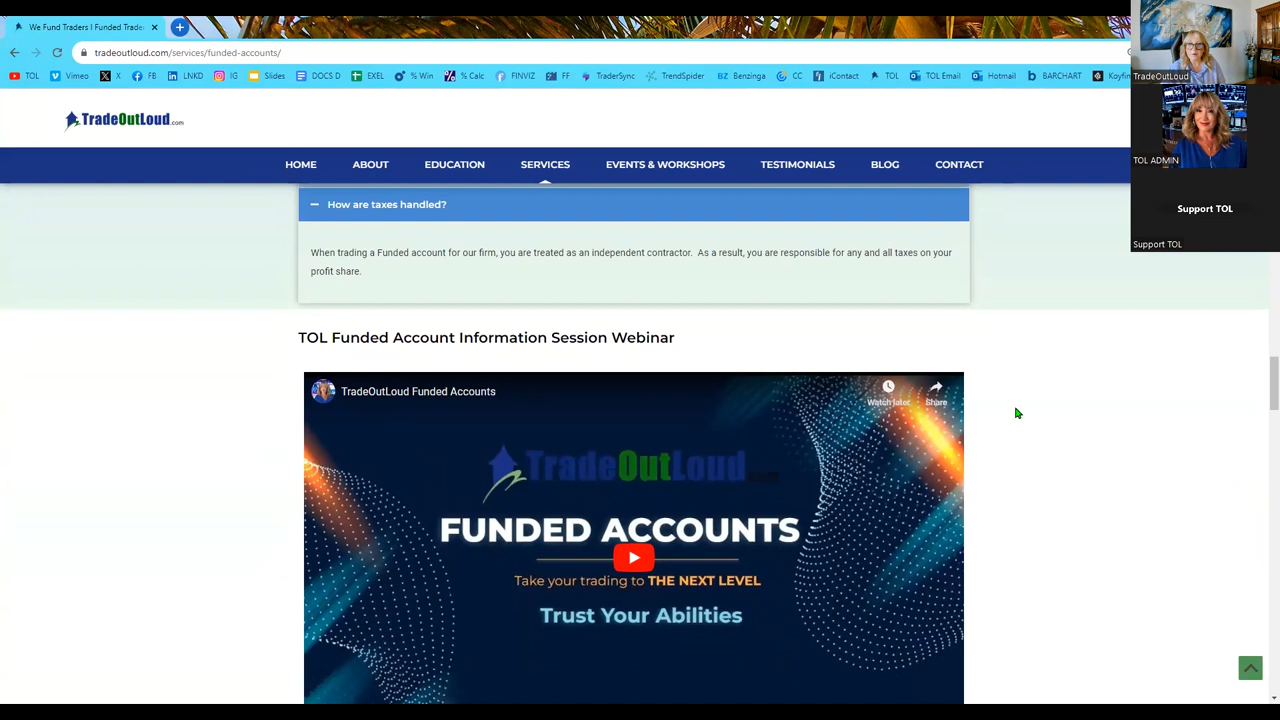 We Fund Traders I Funded Trade
tradeoutloud.com/services/funded-accounts/
TOL Vimeo X FB LNKD IG Slides DOCS D EXEL % Win % Calc FINVIZ FF TraderSync TrendSpider Benzinga CC iContact TOL TOL Email Hotmail BARCHART Koyfin
TradeOutLoud
TOL ADMIN
Support TOL
Support TOL
TradeOutLoud.com
HOME ABOUT EDUCATION SERVICES EVENTS & WORKSHOPS TESTIMONIALS BLOG CONTACT
How are taxes handled?
When trading a Funded account for our firm, you are treated as an independent contractor. As a result, you are responsible for any and all taxes on your
profit share.
TOL Funded Account Information Session Webinar
TradeOutLoud Funded Accounts
Watch later Share
TradeOutLoud
FUNDED ACCOUNTS
Take your trading to THE NEXT LEVEL
Trust Your Abilities